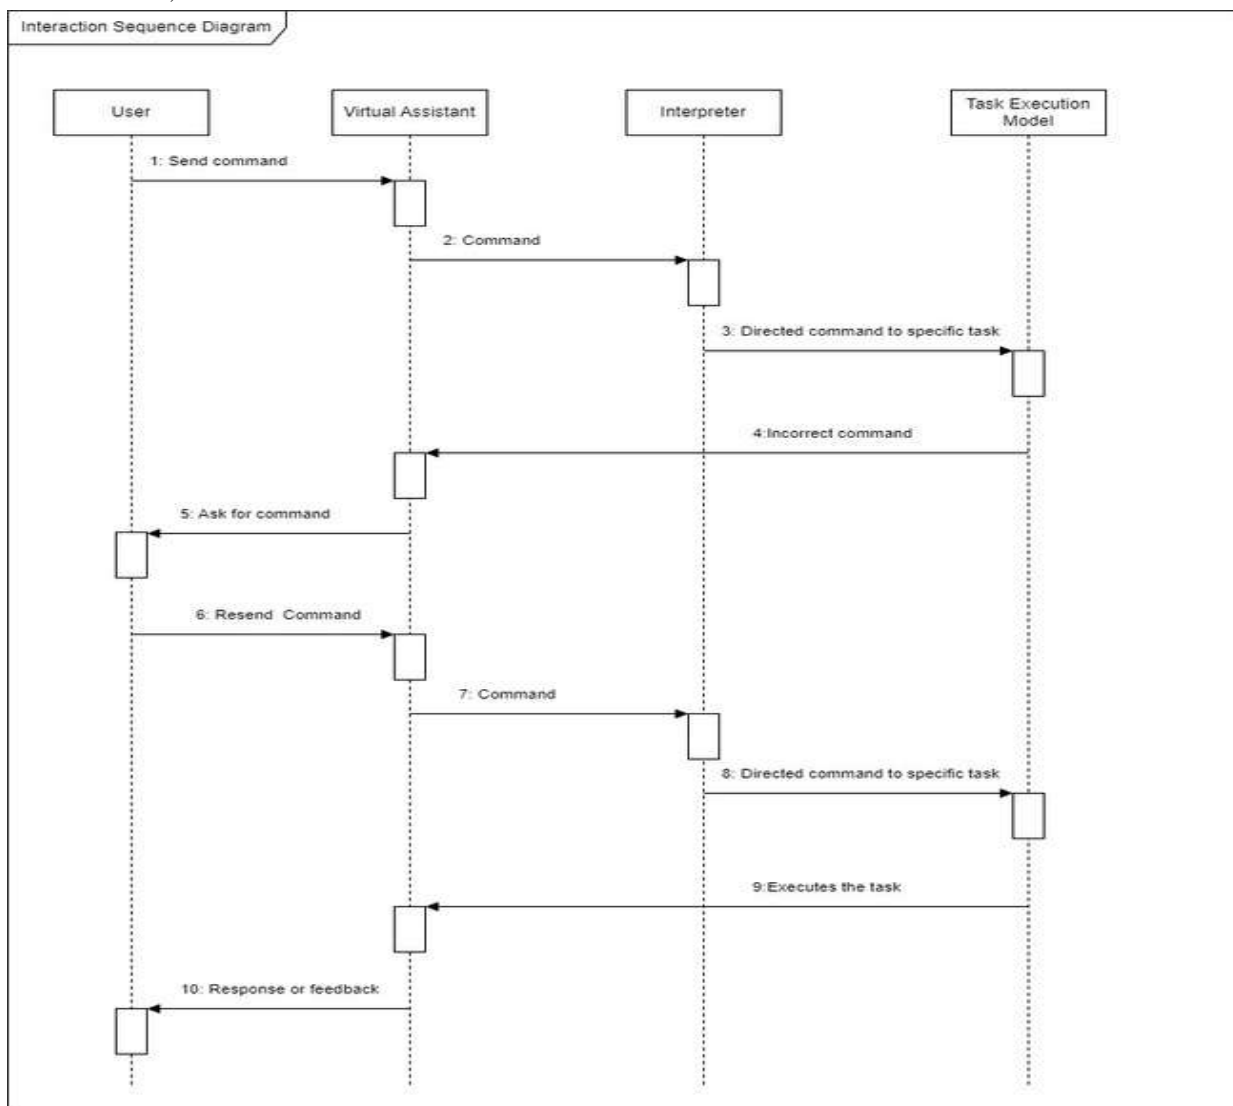 Interaction Sequence Diagram
User
Virtual Assistant
Interpreter
Task Execution
Model
1: Send command
2: Command
3: Directed command to specific task
4:Incorrect command
5: Ask for command
6: Resend  Command
7: Command
8: Directed command to specific task
9:Executes the task
10: Response or feedback